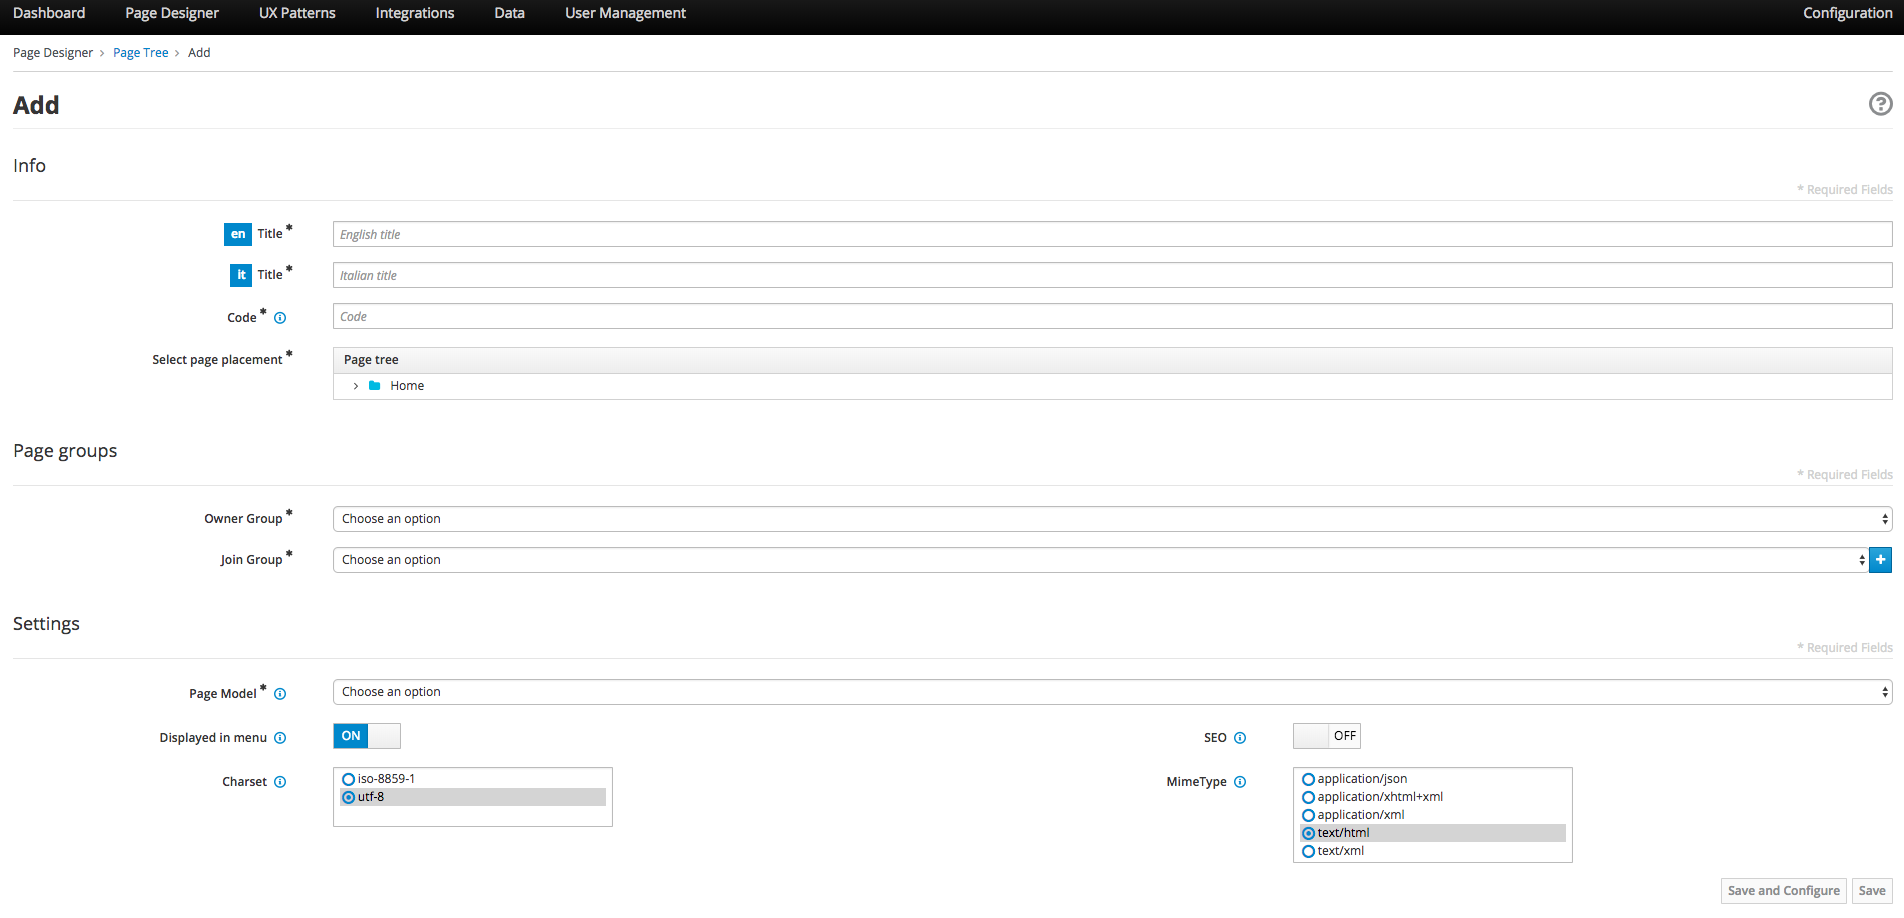 Dashboard Page Designer UX Patterns Integrations Data User Management Configuration
Page Designer > Page Tree > Add
Add
Info
* Required Fields
en Title * English title
it Title * Italian title
Code * Code
Select page placement * Page tree
> Home
Page groups
* Required Fields
Owner Group * Choose an option
Join Group * Choose an option +
Settings
* Required Fields
Page Model * Choose an option
Displayed in menu ON SEO OFF
Charset iso-8859-1 MimeType application/json
utf-8 application/xhtml+xml
application/xml
text/html
text/xml
Save and Configure Save